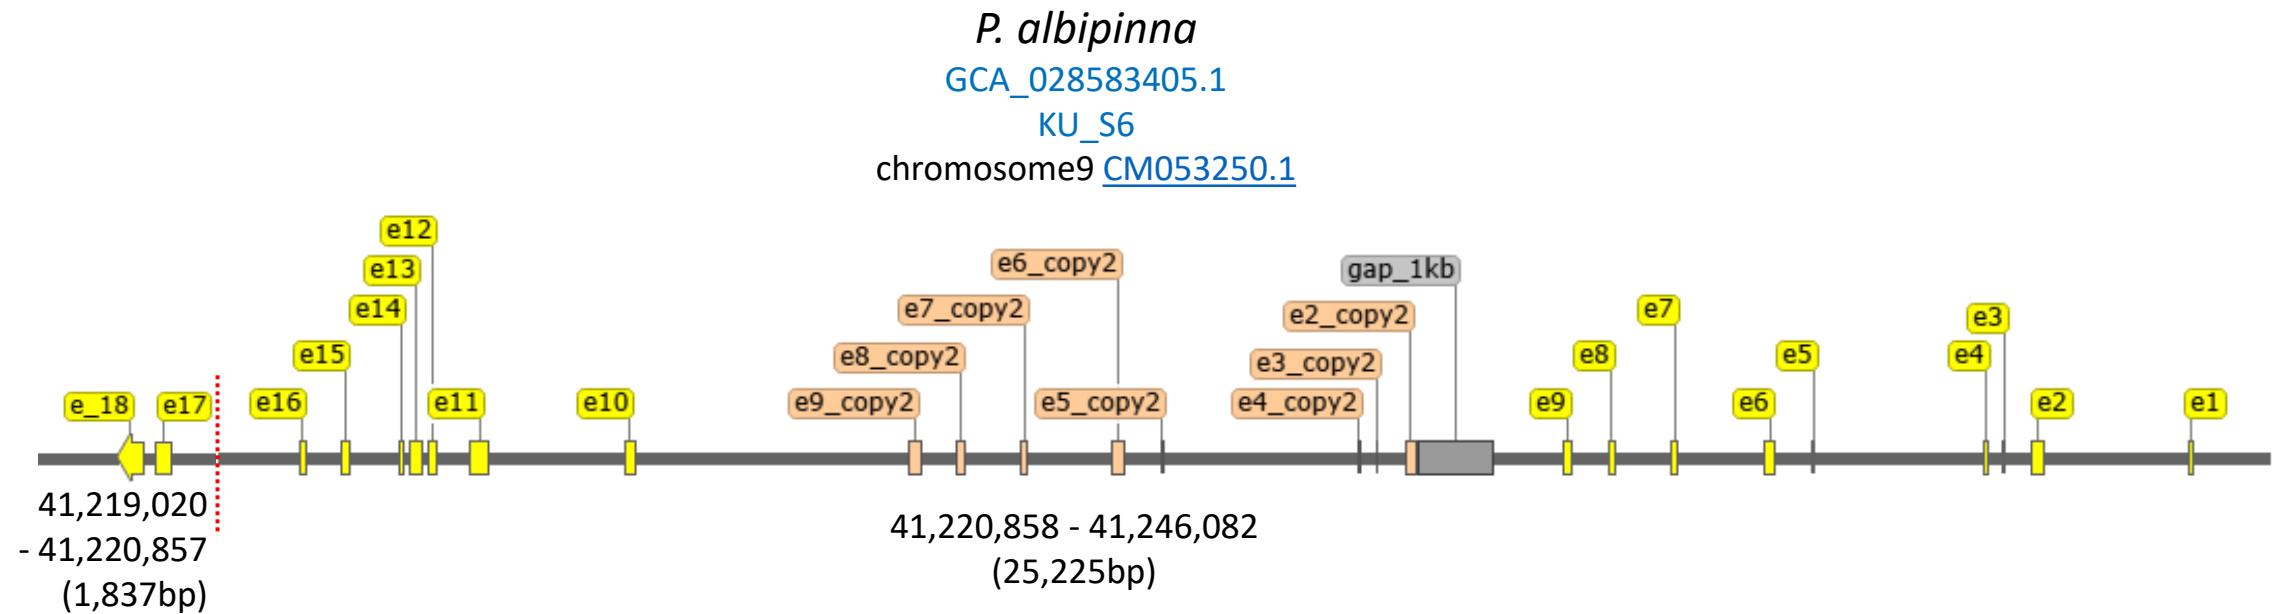 P. albipinna
GCA_028583405.1
KU_S6
chromosome9 CM053250.1
e12
e13
e14
e15
e_18
e17
e16
e11
e10
e6_copy2
e7_copy2
e8_copy2
e9_copy2
e5_copy2
gap_1kb
e2_copy2
e3_copy2
e4_copy2
e9
e8
e7
e6
e5
e3
e4
e2
e1
41,219,020
- 41,220,857
(1,837bp)
41,220,858 - 41,246,082
(25,225bp)